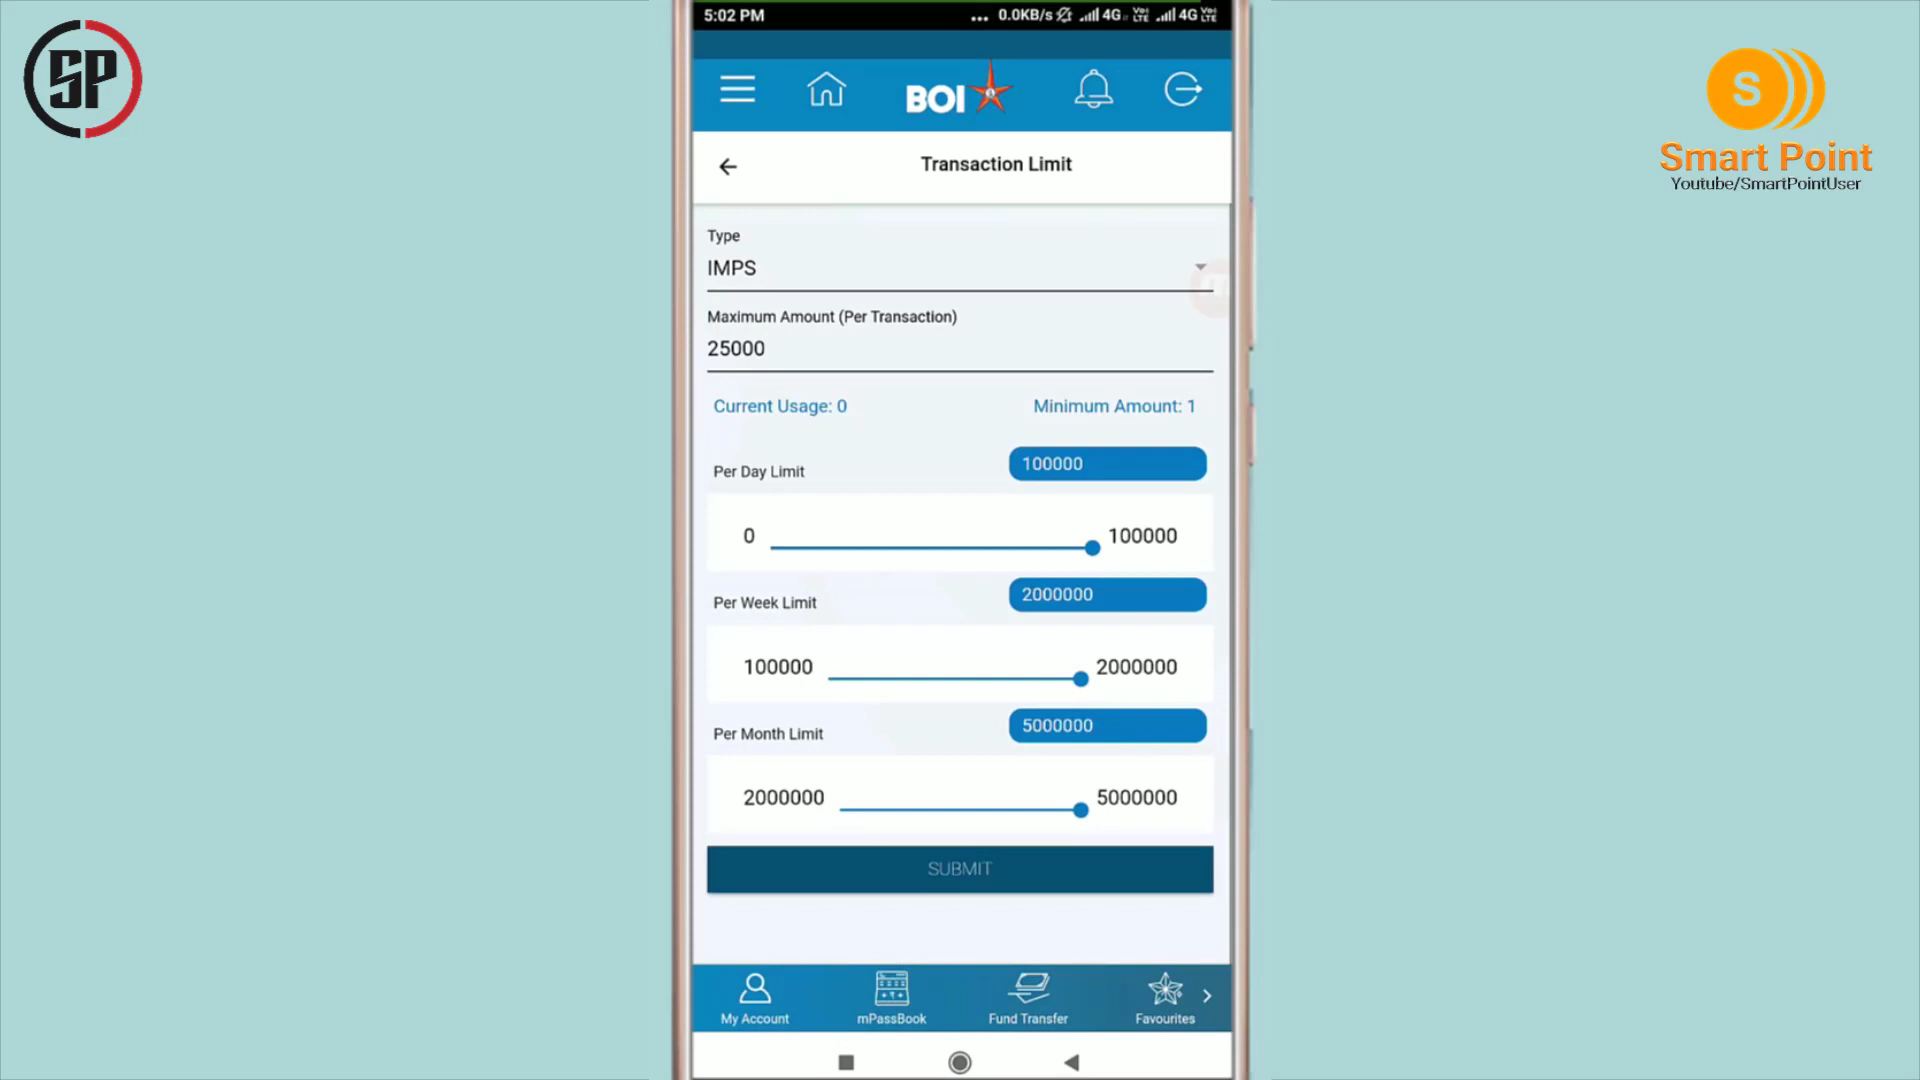 5:02 PM
... 0.0KB/s 4G VoLTE 4G VoLTE
SP
BOI
S
Smart Point
Youtube/SmartPointUser
Transaction Limit
Type
IMPS
Maximum Amount (Per Transaction)
25000
Current Usage: 0 Minimum Amount: 1
Per Day Limit 100000
0 100000
Per Week Limit 2000000
100000 2000000
Per Month Limit 5000000
2000000 5000000
SUBMIT
My Account mPassBook Fund Transfer Favourites